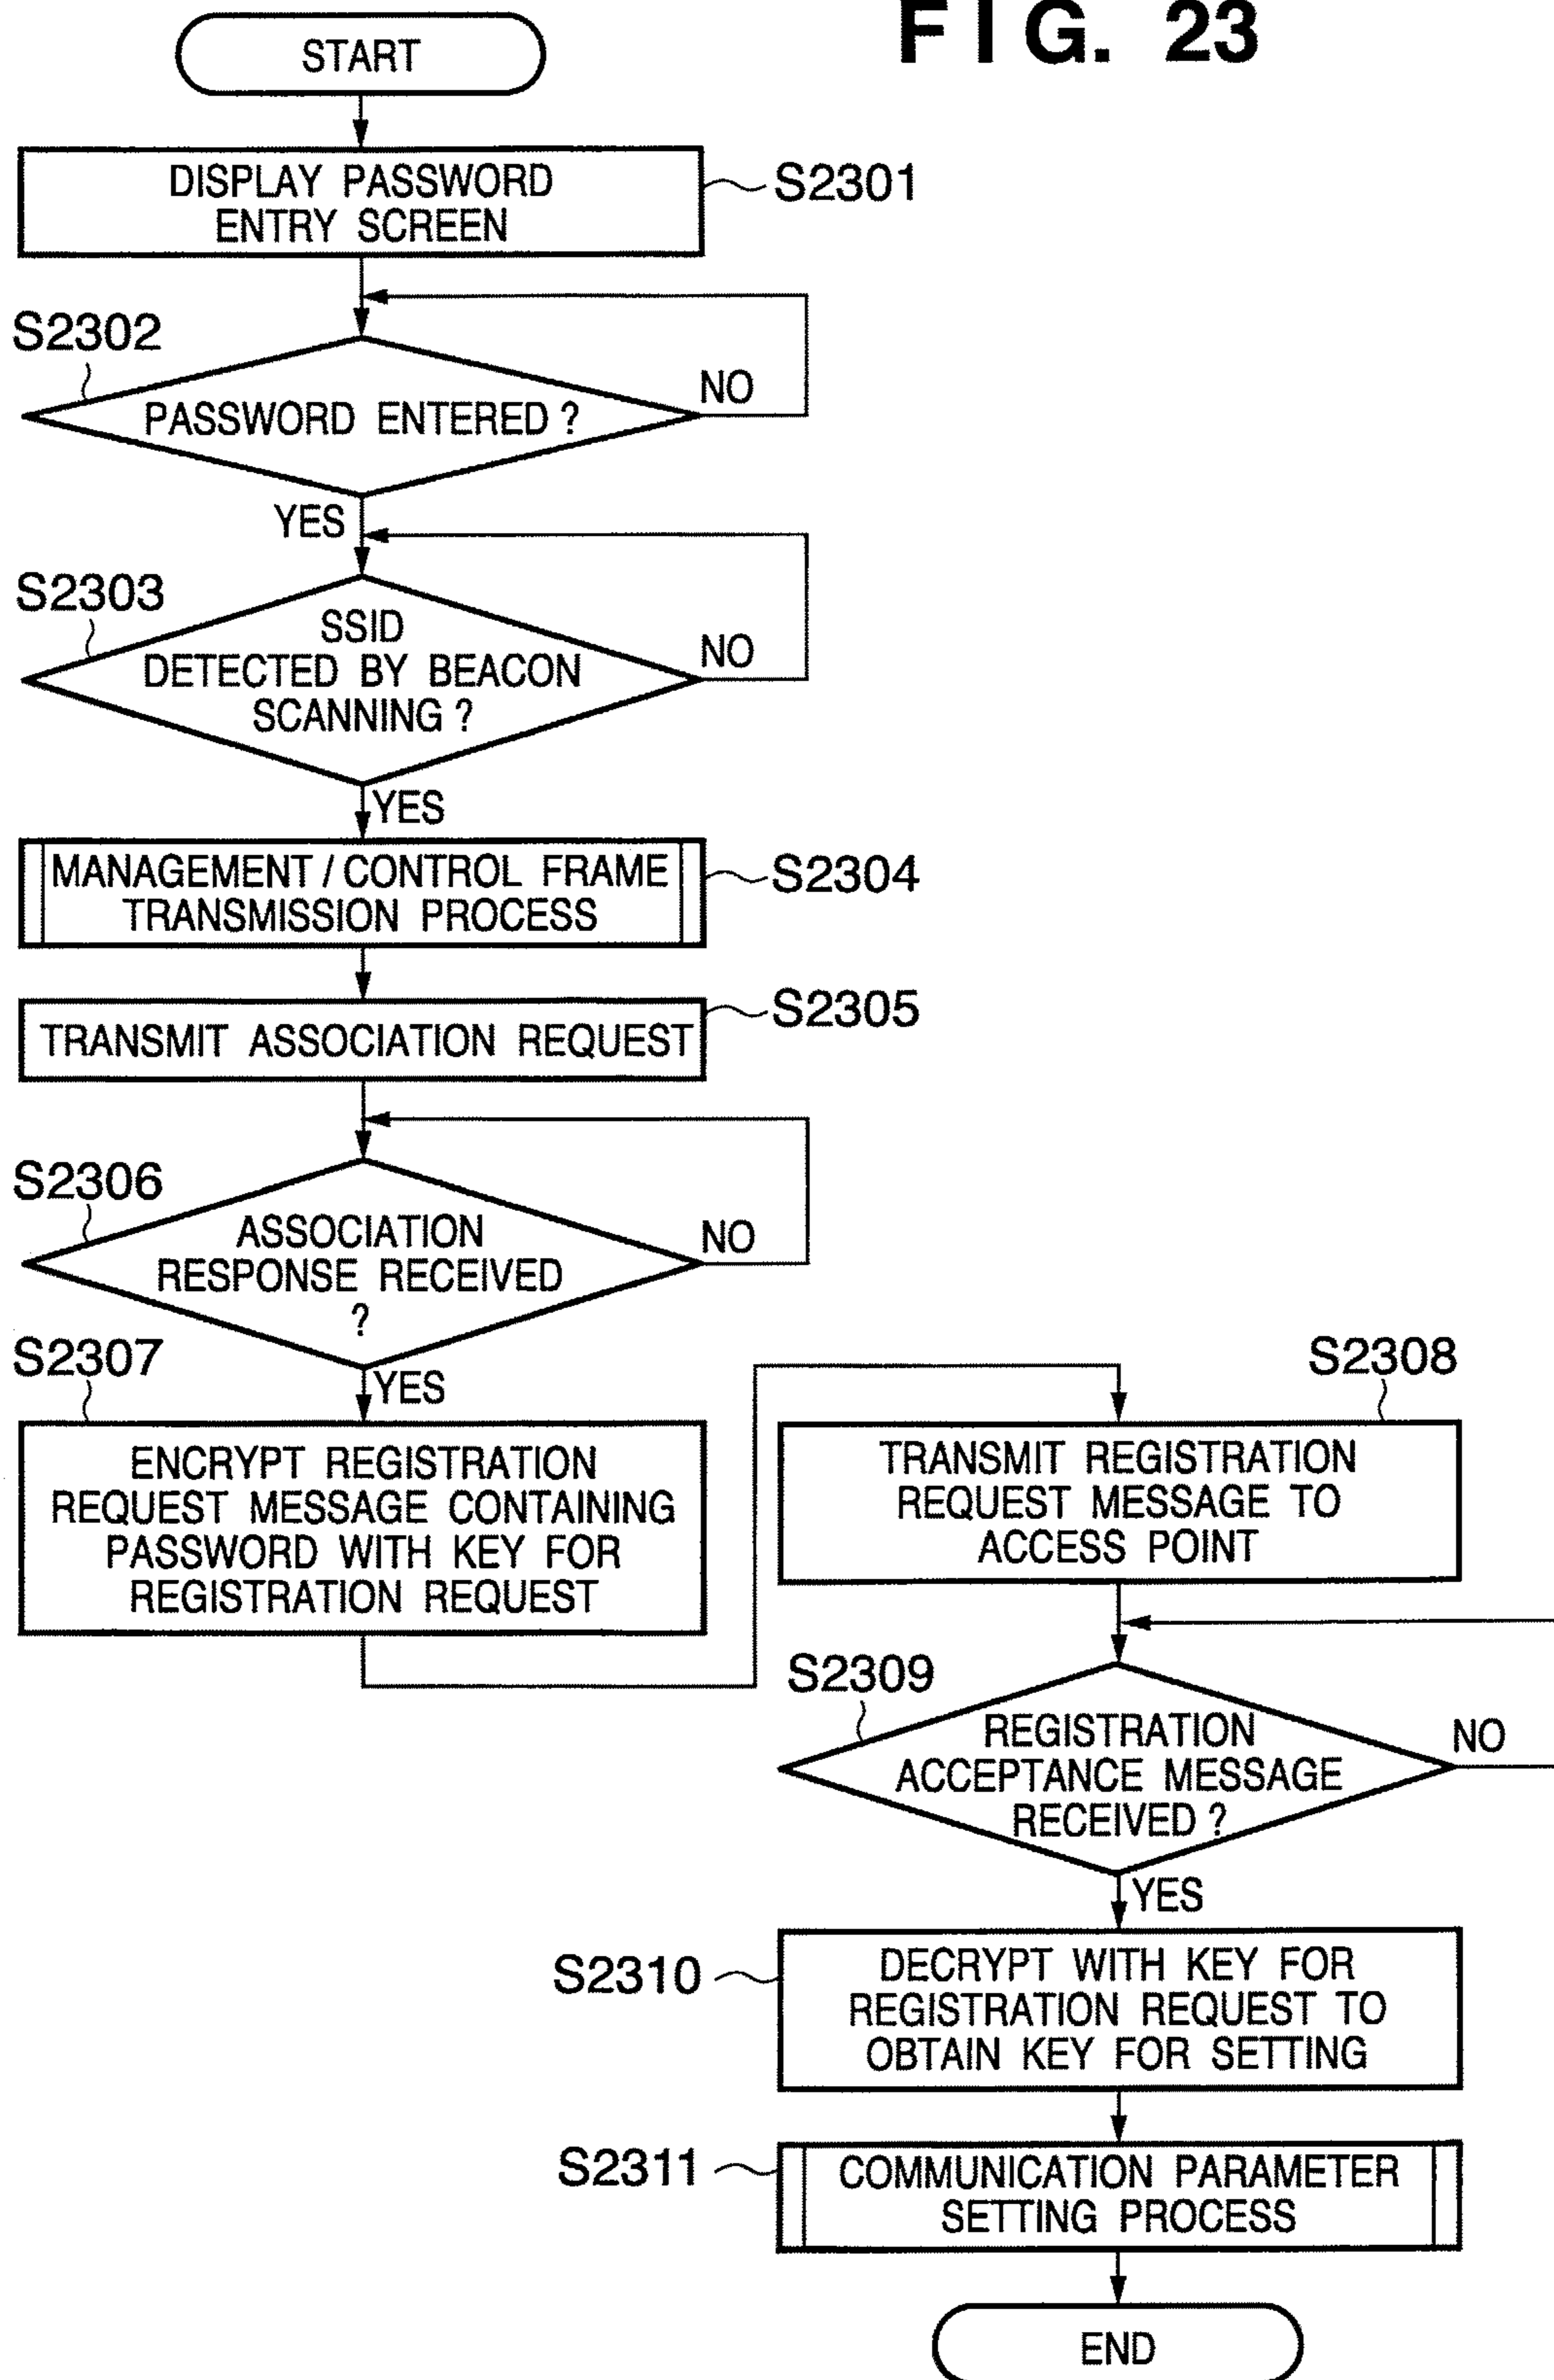 FIG. 23
START
DISPLAY PASSWORD
ENTRY SCREEN
S2301
S2302
PASSWORD ENTERED ?
NO
YES
S2303
SSID
DETECTED BY BEACON
SCANNING ?
NO
YES
MANAGEMENT / CONTROL FRAME
TRANSMISSION PROCESS
S2304
TRANSMIT ASSOCIATION REQUEST
S2305
S2306
ASSOCIATION
RESPONSE RECEIVED
?
NO
YES
S2307
ENCRYPT REGISTRATION
REQUEST MESSAGE CONTAINING
PASSWORD WITH KEY FOR
REGISTRATION REQUEST
S2308
TRANSMIT REGISTRATION
REQUEST MESSAGE TO
ACCESS POINT
S2309
REGISTRATION
ACCEPTANCE MESSAGE
RECEIVED ?
NO
YES
S2310
DECRYPT WITH KEY FOR
REGISTRATION REQUEST TO
OBTAIN KEY FOR SETTING
S2311
COMMUNICATION PARAMETER
SETTING PROCESS
END